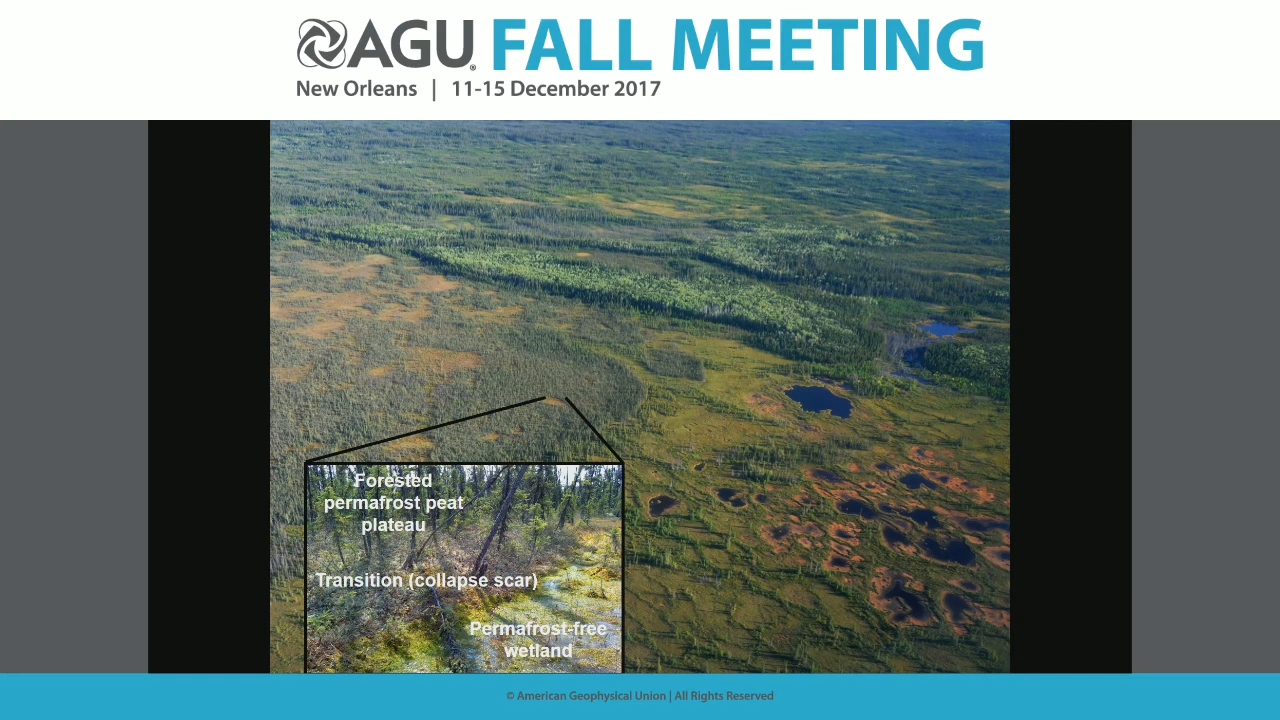 AGU® FALL MEETING
New Orleans | 11-15 December 2017
Forested
permafrost peat
plateau
Transition (collapse scar)
Permafrost-free
wetland
© American Geophysical Union | All Rights Reserved